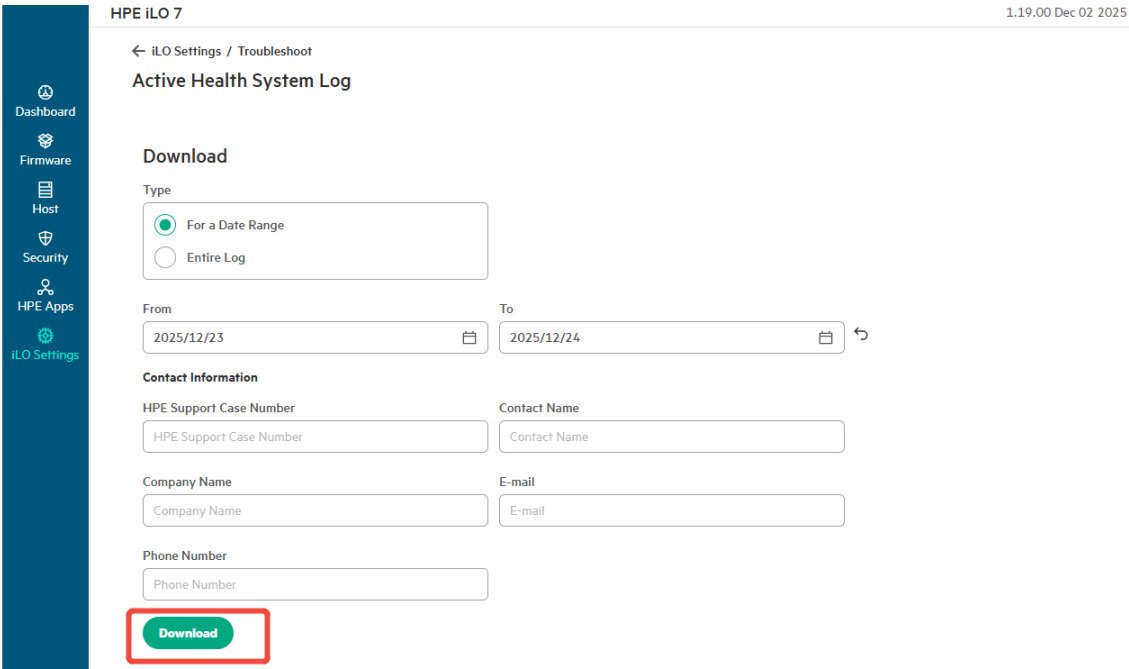 HPE iLO 7
1.19.00 Dec 02 2025
iLO Settings / Troubleshoot
Active Health System Log
Dashboard
Firmware
Host
Security
HPE Apps
iLO Settings
Download
Type
For a Date Range
Entire Log
From
To
2025/12/23
2025/12/24
Contact Information
HPE Support Case Number
Contact Name
HPE Support Case Number
Contact Name
Company Name
E-mail
Company Name
E-mail
Phone Number
Phone Number
Download